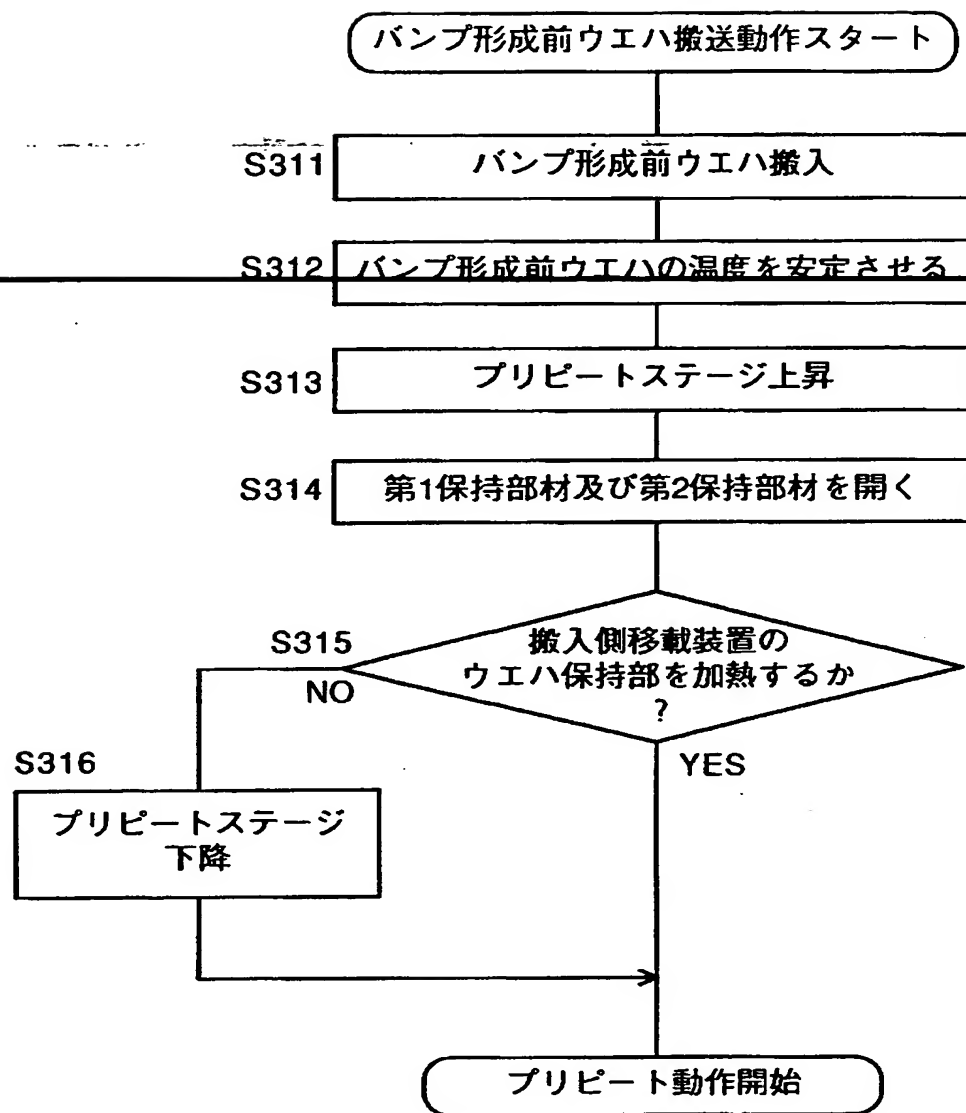 バンプ形成前ウエハ搬送動作スタート
S311
バンプ形成前ウエハ搬入
S312
バンプ形成前ウエハの温度を安定させる
S313
プリピートステージ上昇
S314
第1保持部材及び第2保持部材を開く
S315
搬入側移載装置の
ウエハ保持部を加熱するか
?
NO
YES
S316
プリピートステージ
下降
プリピート動作開始